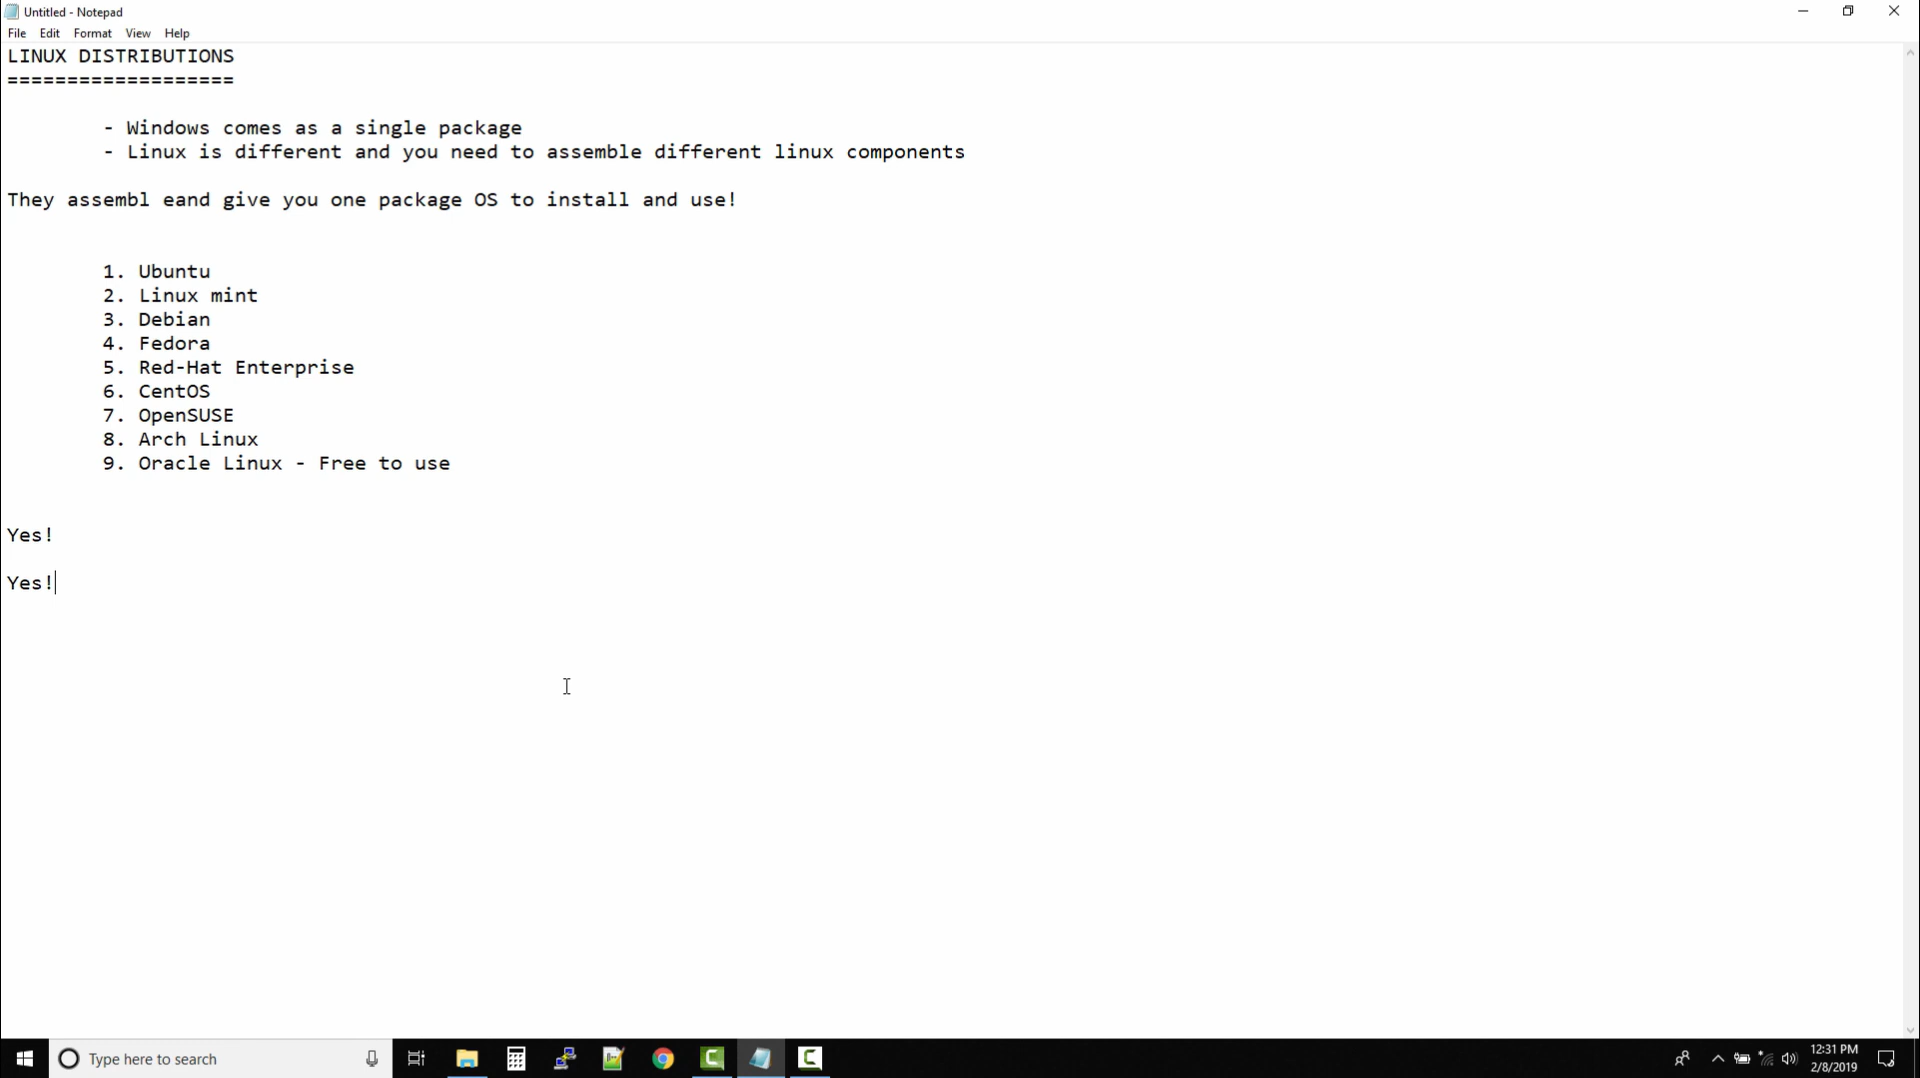 Untitled - Notepad
File Edit Format View Help
LINUX DISTRIBUTIONS
===================
- Windows comes as a single package
- Linux is different and you need to assemble different linux components
They assembl eand give you one package OS to install and use!
1. Ubuntu
2. Linux mint
3. Debian
4. Fedora
5. Red-Hat Enterprise
6. CentOS
7. OpenSUSE
8. Arch Linux
9. Oracle Linux - Free to use
Yes!
Yes!
Type here to search
12:31 PM
2/8/2019